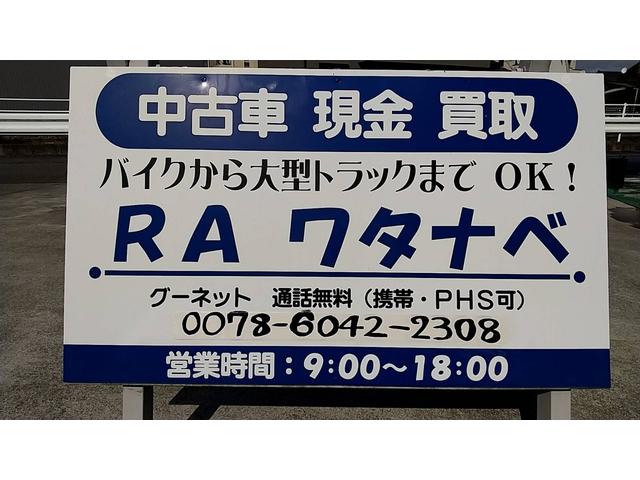 中古車 現金 買取
バイクから大型トラックまで OK！
RA ワタナベ
グーネット 通話無料（携帯・PHS可）
0078-6042-2308
営業時間：9:00〜18:00